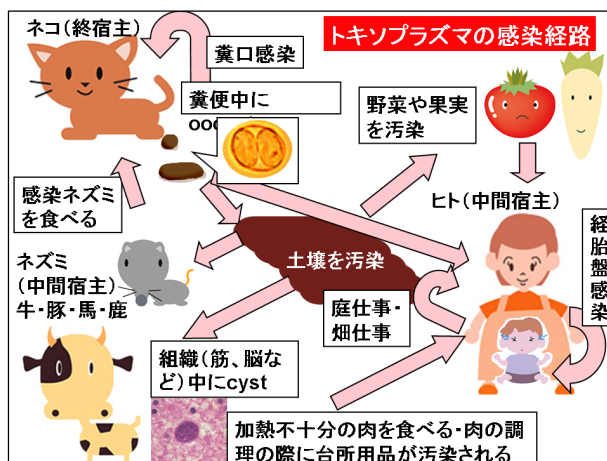 トキソプラズマの感染経路
ネコ（終宿主）
糞口感染
糞便中に
野菜や果実
を汚染
感染ネズミ
を食べる
ヒト（中間宿主）
経胎盤感染
ネズミ
（中間宿主）
牛・豚・馬・鹿
土壌を汚染
庭仕事・
畑仕事
組織（筋、脳な
ど）中にcyst
加熱不十分の肉を食べる・肉の調
理の際に台所用品が汚染される